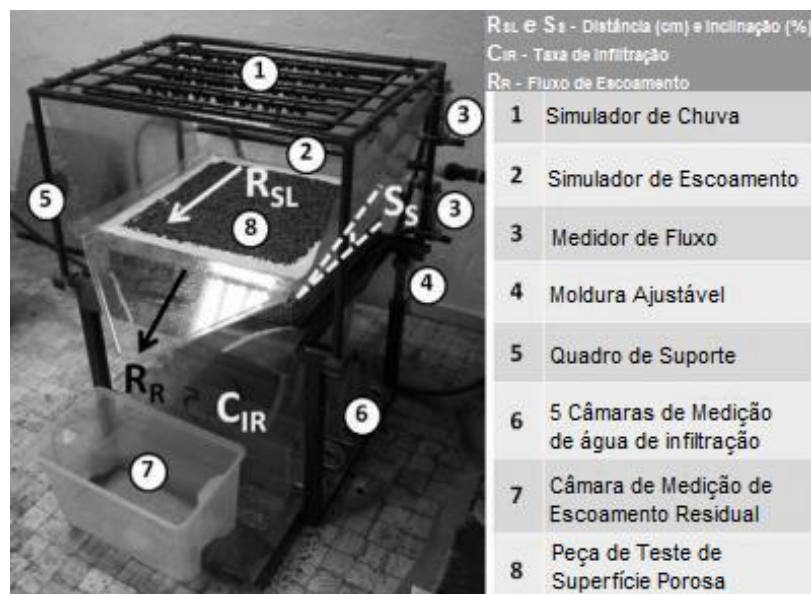 RSL e SS - Distância (cm) e Inclinação (%)
CIR - Taxa de Infiltração
RR - Fluxo de Escoamento
1 Simulador de Chuva
2 Simulador de Escoamento
3 Medidor de Fluxo
4 Moldura Ajustável
5 Quadro de Suporte
6 5 Câmaras de Medição
de água de infiltração
7 Câmara de Medição de
Escoamento Residual
8 Peça de Teste de
Superfície Porosa
1
3
2
5
RSL
SS
3
8
4
RR
CIR
6
7